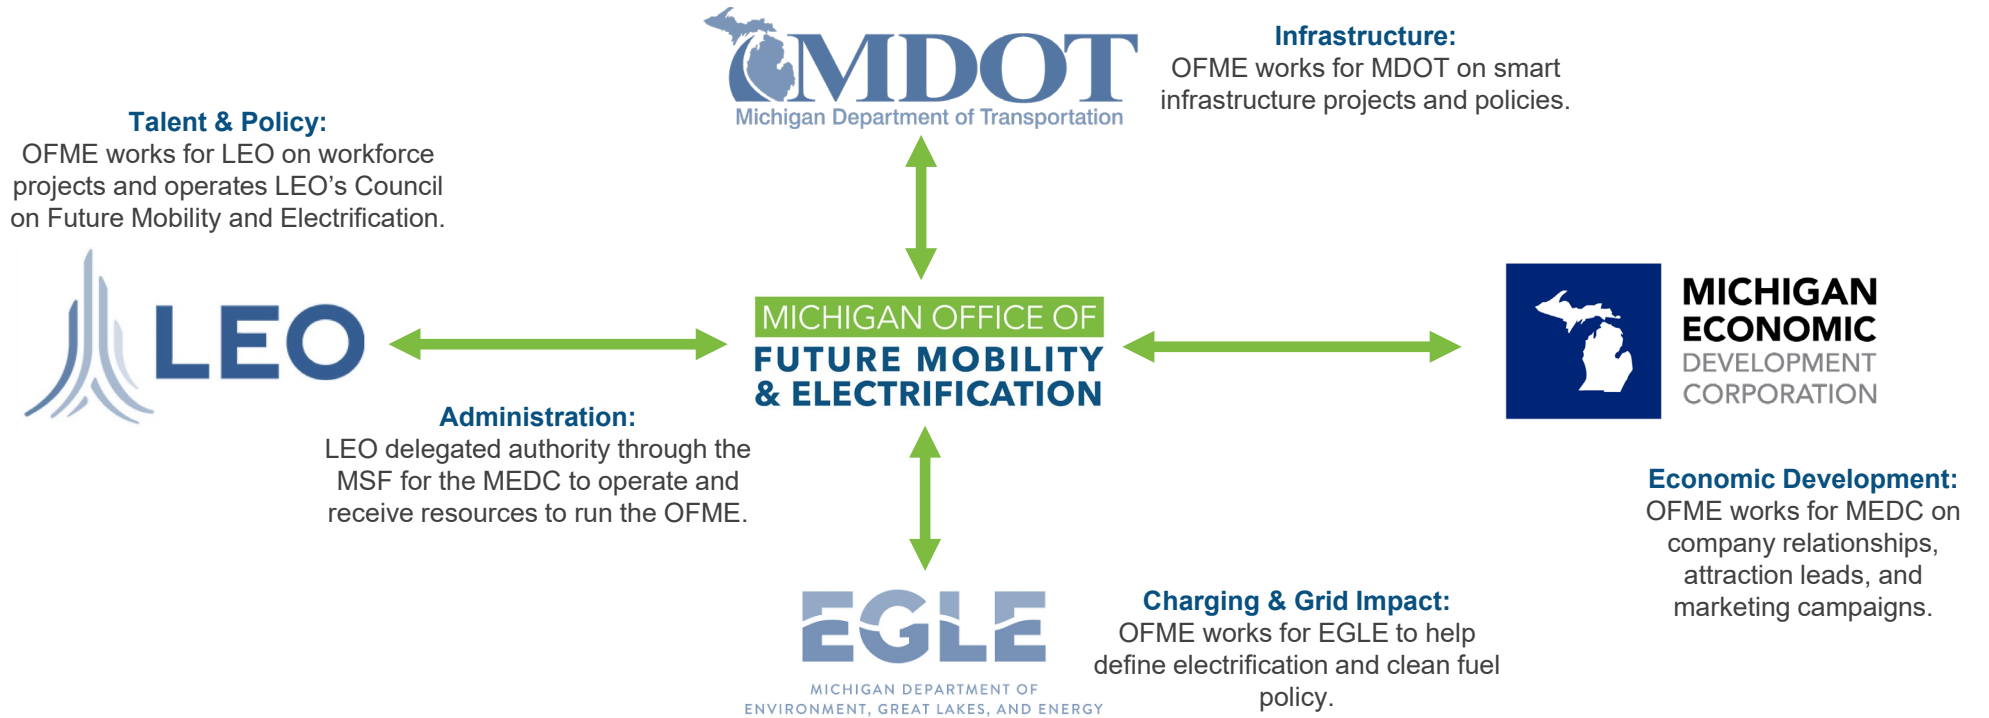 MDOT
Michigan Department of Transportation
Infrastructure:
OFME works for MDOT on smart
infrastructure projects and policies.
Talent & Policy:
OFME works for LEO on workforce
projects and operates LEO’s Council
on Future Mobility and Electrification.
LEO
MICHIGAN OFFICE OF
FUTURE MOBILITY
& ELECTRIFICATION
MICHIGAN
ECONOMIC
DEVELOPMENT
CORPORATION
Administration:
LEO delegated authority through the
MSF for the MEDC to operate and
receive resources to run the OFME.
Economic Development:
OFME works for MEDC on
company relationships,
attraction leads, and
marketing campaigns.
EGLE
MICHIGAN DEPARTMENT OF
ENVIRONMENT, GREAT LAKES, AND ENERGY
Charging & Grid Impact:
OFME works for EGLE to help
define electrification and clean fuel
policy.